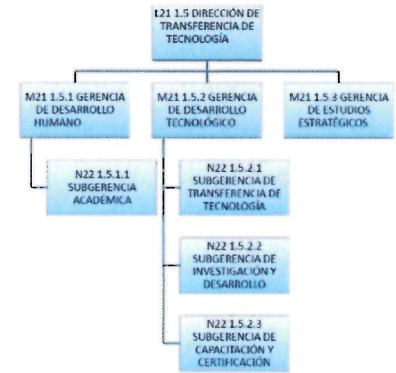 L21 1.5 DIRECCIÓN DE
TRANSFERENCIA DE
TECNOLOGÍA
M21 1.5.1 GERENCIA
DE DESARROLLO
HUMANO
M21 1.5.2 GERENCIA
DE DESARROLLO
TECNOLÓGICO
M21 1.5.3 GERENCIA
DE ESTUDIOS
ESTRATÉGICOS
N22 1.5.1.1
SUBGERENCIA
ACADEMICA
N22 1.5.2.1
SUBGERENCIA DE
TRANSFERENCIA DE
TECNOLOGÍA
N22 1.5.2.2
SUBGERENCIA DE
INVESTIGACIÓN Y
DESARROLLO
N22 1.5.2.3
SUBGERENCIA DE
CAPACITACIÓN Y
CERTIFICACIÓN